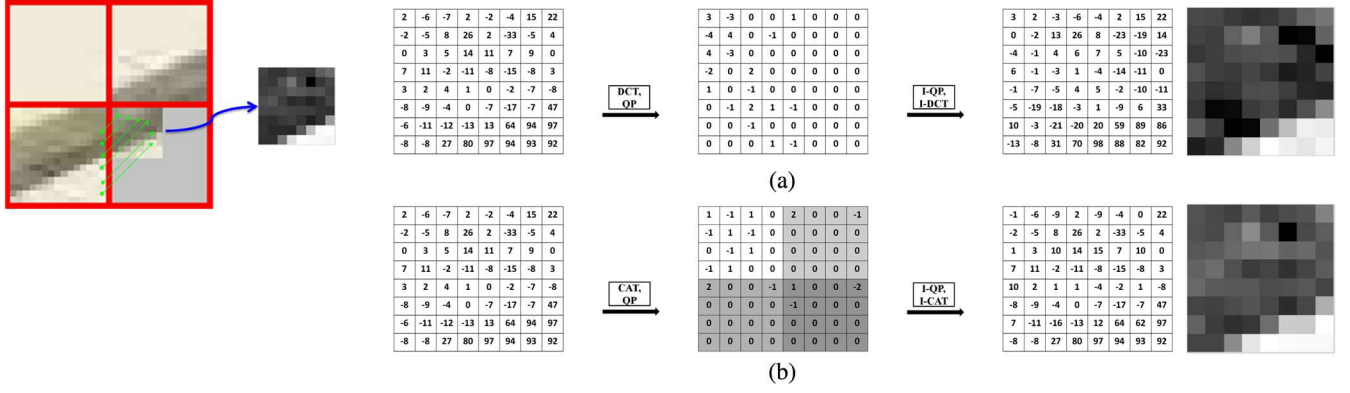 2 -6 -7 2 -2 -4 15 22
-2 -5 8 26 2 -33 -5 4
0 3 5 14 11 7 9 0
7 11 -2 -11 -8 -15 -8 3
3 2 4 1 0 -2 -7 -8
-8 -9 -4 0 -7 -17 -7 47
-6 -11 -12 -13 13 64 94 97
-8 -8 27 80 97 94 93 92
DCT,
QP
3 -3 0 0 1 0 0 0
-4 4 0 -1 0 0 0 0
4 -3 0 0 0 0 0 0
-2 0 2 0 0 0 0 0
1 0 -1 0 0 0 0 0
0 -1 2 1 -1 0 0 0
0 0 -1 0 0 0 0 0
0 0 0 1 -1 0 0 0
I-QP,
I-DCT
3 2 -3 -6 -4 2 15 22
0 -2 13 26 8 -23 -19 14
-4 -1 4 6 7 5 -10 -23
6 -1 -3 1 -4 -14 -11 0
-1 -7 -5 4 5 -2 -10 -11
-5 -19 -18 -3 1 -9 6 33
10 -3 -21 -20 20 59 89 86
-13 -8 31 70 98 88 82 92
(a)
2 -6 -7 2 -2 -4 15 22
-2 -5 8 26 2 -33 -5 4
0 3 5 14 11 7 9 0
7 11 -2 -11 -8 -15 -8 3
3 2 4 1 0 -2 -7 -8
-8 -9 -4 0 -7 -17 -7 47
-6 -11 -12 -13 13 64 94 97
-8 -8 27 80 97 94 93 92
CAT,
QP
1 -1 1 0 2 0 0 -1
-1 1 -1 0 0 0 0 0
0 -1 1 0 0 0 0 0
-1 1 0 0 0 0 0 0
2 0 0 -1 1 0 0 -2
0 0 0 0 -1 0 0 0
0 0 0 0 0 0 0 0
0 0 0 0 0 0 0 0
I-QP,
I-CAT
-1 -6 -9 2 -9 -4 0 22
-2 -5 8 26 2 -33 -5 4
1 3 10 14 15 7 10 0
7 11 -2 -11 -8 -15 -8 3
10 2 1 1 -4 -2 1 -8
-8 -9 -4 0 -7 -17 -7 47
7 -11 -16 -13 12 64 62 97
-8 -8 27 80 97 94 93 92
(b)